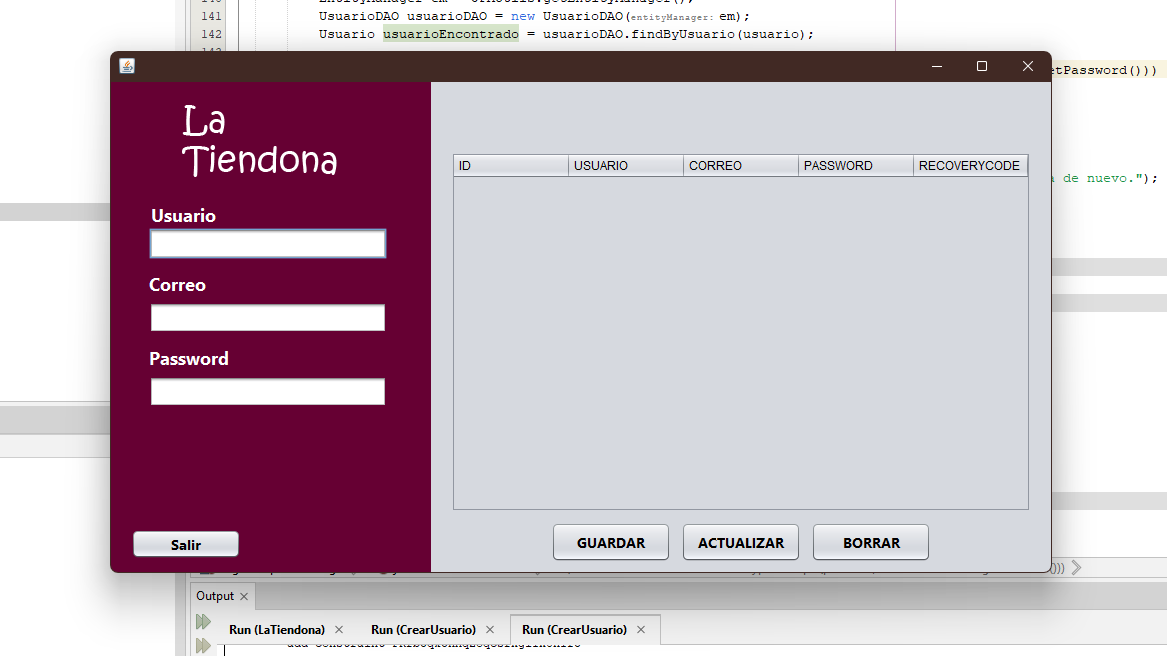 141 UsuarioDAO usuarioDAO = new UsuarioDAO(entityManager: em);
142 Usuario usuarioEncontrado = usuarioDAO.findByUsuario(usuario);
etPassword()))
de nuevo.");
La
Tiendona
Usuario
Correo
Password
Salir
ID USUARIO CORREO PASSWORD RECOVERYCODE
GUARDAR ACTUALIZAR BORRAR
Output
Run (LaTiendona) Run (CrearUsuario) Run (CrearUsuario)